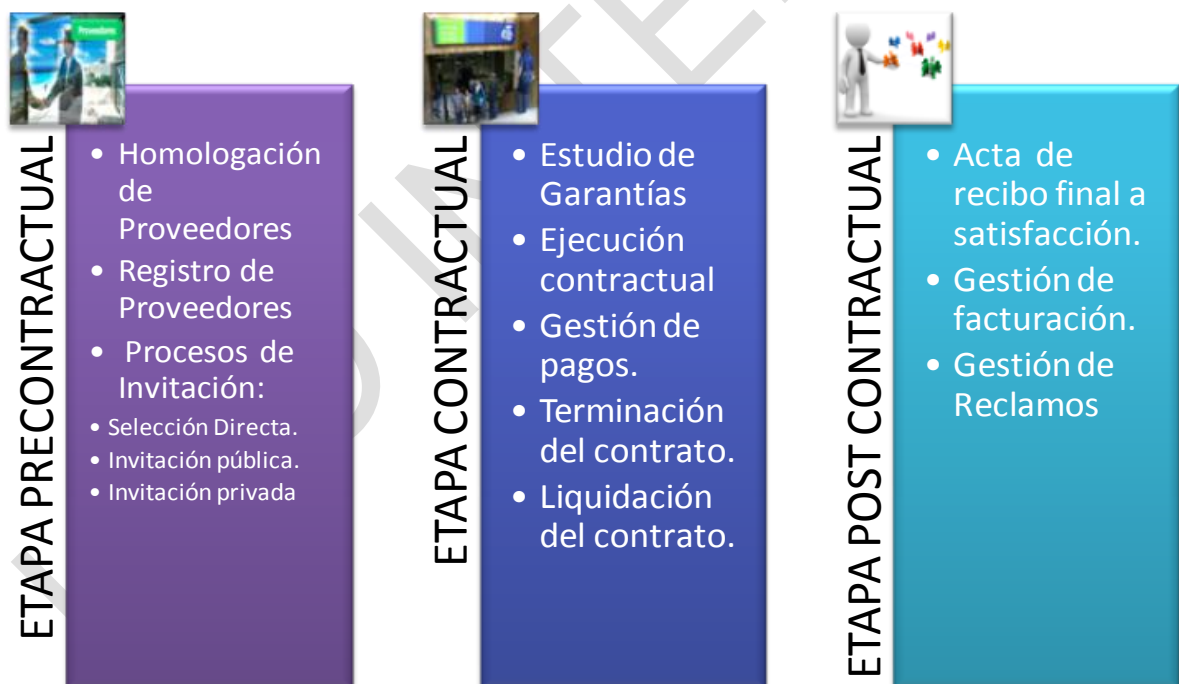 Proveedores
ETAPA PRECONTRACTUAL
• Homologación
de
Proveedores
• Registro de
Proveedores
• Procesos de
Invitación:
• Selección Directa.
• Invitación pública.
• Invitación privada
ETAPA CONTRACTUAL
• Estudio de
Garantías
• Ejecución
contractual
• Gestión de
pagos.
• Terminación
del contrato.
• Liquidación
del contrato.
ETAPA POST CONTRACTUAL
• Acta de
recibo final a
satisfacción.
• Gestión de
facturación.
• Gestión de
Reclamos